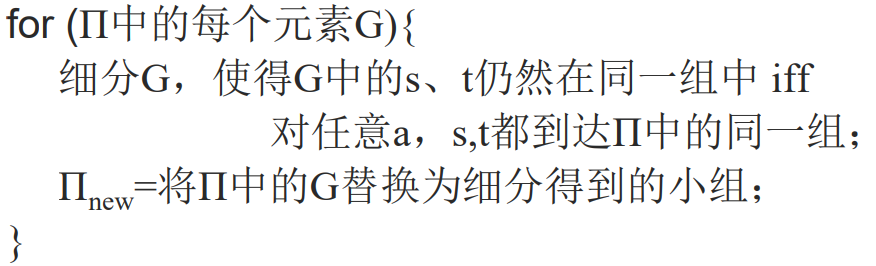 for (Π中的每个元素G){
细分G，使得G中的s、t仍然在同一组中 iff
对任意a，s,t都到达Π中的同一组；
Πnew=将Π中的G替换为细分得到的小组；
}